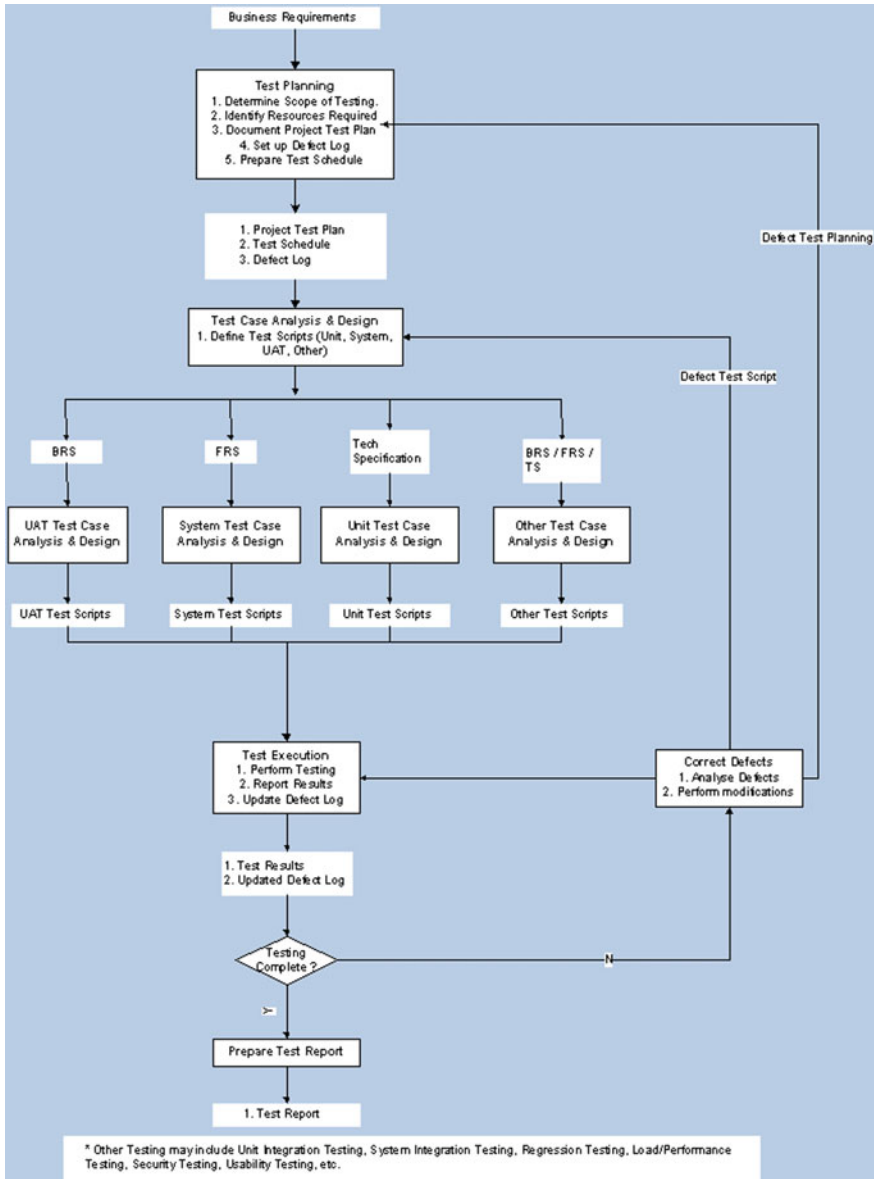 Business Requirements
Test Planning
1. Determine Scope of Testing.
2. Identify Resources Required
3. Document Project Test Plan
4. Set up Defect Log
5. Prepare Test Schedule
1. Project Test Plan
2. Test Schedule
3. Defect Log
Defect Test Planning
Test Case Analysis & Design
1. Define Test Scripts (Unit, System,
UAT, Other)
Defect Test Script
BRS
FRS
Tech
Specification
BRS / FRS /
TS
UAT Test Case
Analysis & Design
System Test Case
Analysis & Design
Unit Test Case
Analysis & Design
Other Test Case
Analysis & Design
UAT Test Scripts
System Test Scripts
Unit Test Scripts
Other Test Scripts
Test Execution
1. Perform Testing
2. Report Results
3. Update Defect Log
Correct Defects
1. Analyse Defects
2. Perform modifications
1. Test Results
2. Updated Defect Log
Testing
Complete ?
N
Y
Prepare Test Report
1. Test Report
* Other Testing may include Unit Integration Testing, System Integration Testing, Regression Testing, Load/Performance
Testing, Security Testing, Usability Testing, etc.